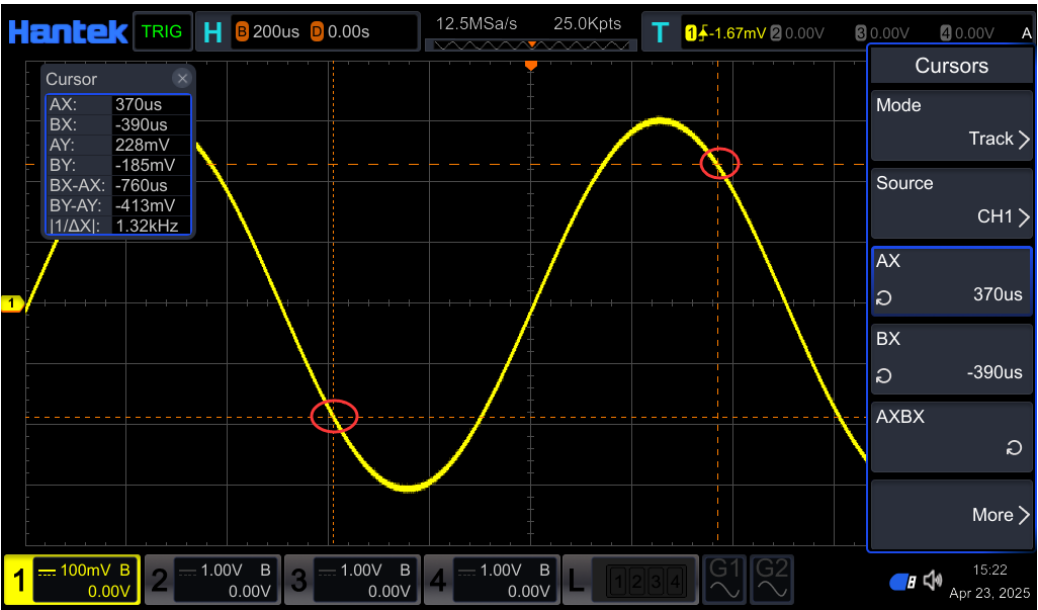 Hantek TRIG H B 200us D 0.00s 12.5MSa/s 25.0Kpts T 1 -1.67mV 2 0.00V 3 0.00V 4 0.00V A
Cursor
AX: 370us
BX: -390us
AY: 228mV
BY: -185mV
BX-AX: -760us
BY-AY: -413mV
|1/ΔX|: 1.32kHz
1
Cursors
Mode
Track
Source
CH1
AX
370us
BX
-390us
AXBX
More
1 100mV B 0.00V
2 1.00V B 0.00V
3 1.00V B 0.00V
4 1.00V B 0.00V
L 1 2 3 4
G1 G2
15:22
Apr 23, 2025